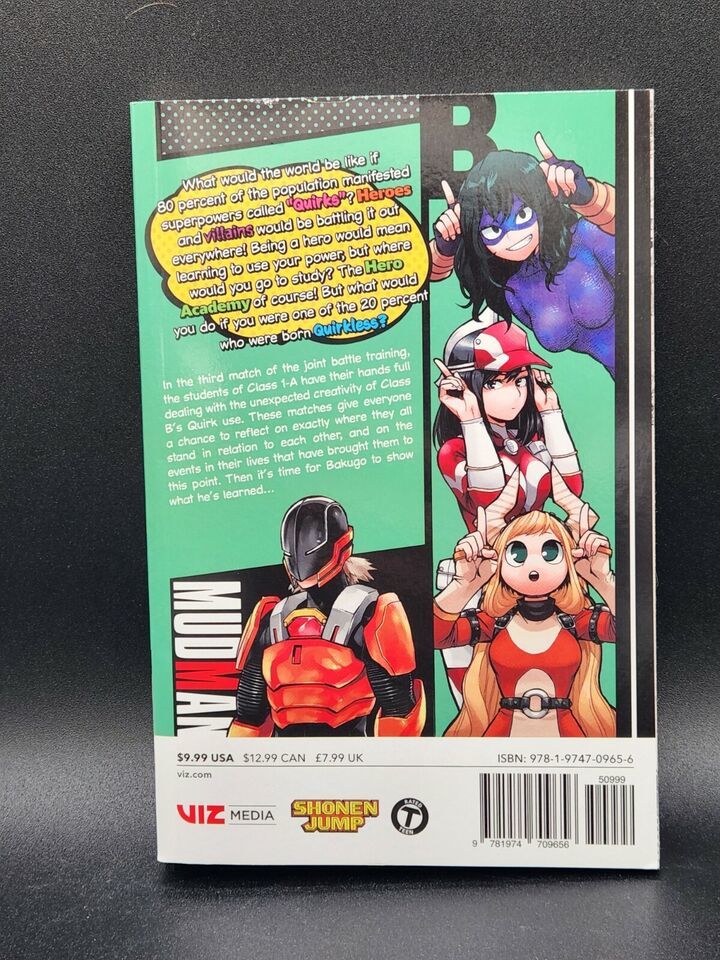 B
What would the world be like if
80 percent of the population manifested
superpowers called "Quirks"? Heroes
and villains would be battling it out
everywhere! Being a hero would mean
learning to use your power, but where
would you go to study? The Hero
Academy of course! But what would
you do if you were one of the 20 percent
who were born Quirkless?
In the third match of the joint battle training,
the students of Class 1-A have their hands full
dealing with the unexpected creativity of Class
B's Quirk use. These matches give everyone
a chance to reflect on exactly where they all
stand in relation to each other, and on the
events in their lives that have brought them to
this point. Then it's time for Bakugo to show
what he's learned...
MUDMAN
$9.99 USA $12.99 CAN £7.99 UK
viz.com
ISBN: 978-1-9747-0965-6
50999
VIZ MEDIA
SHONEN
JUMP
RATED
T
TEEN
9 781974 709656